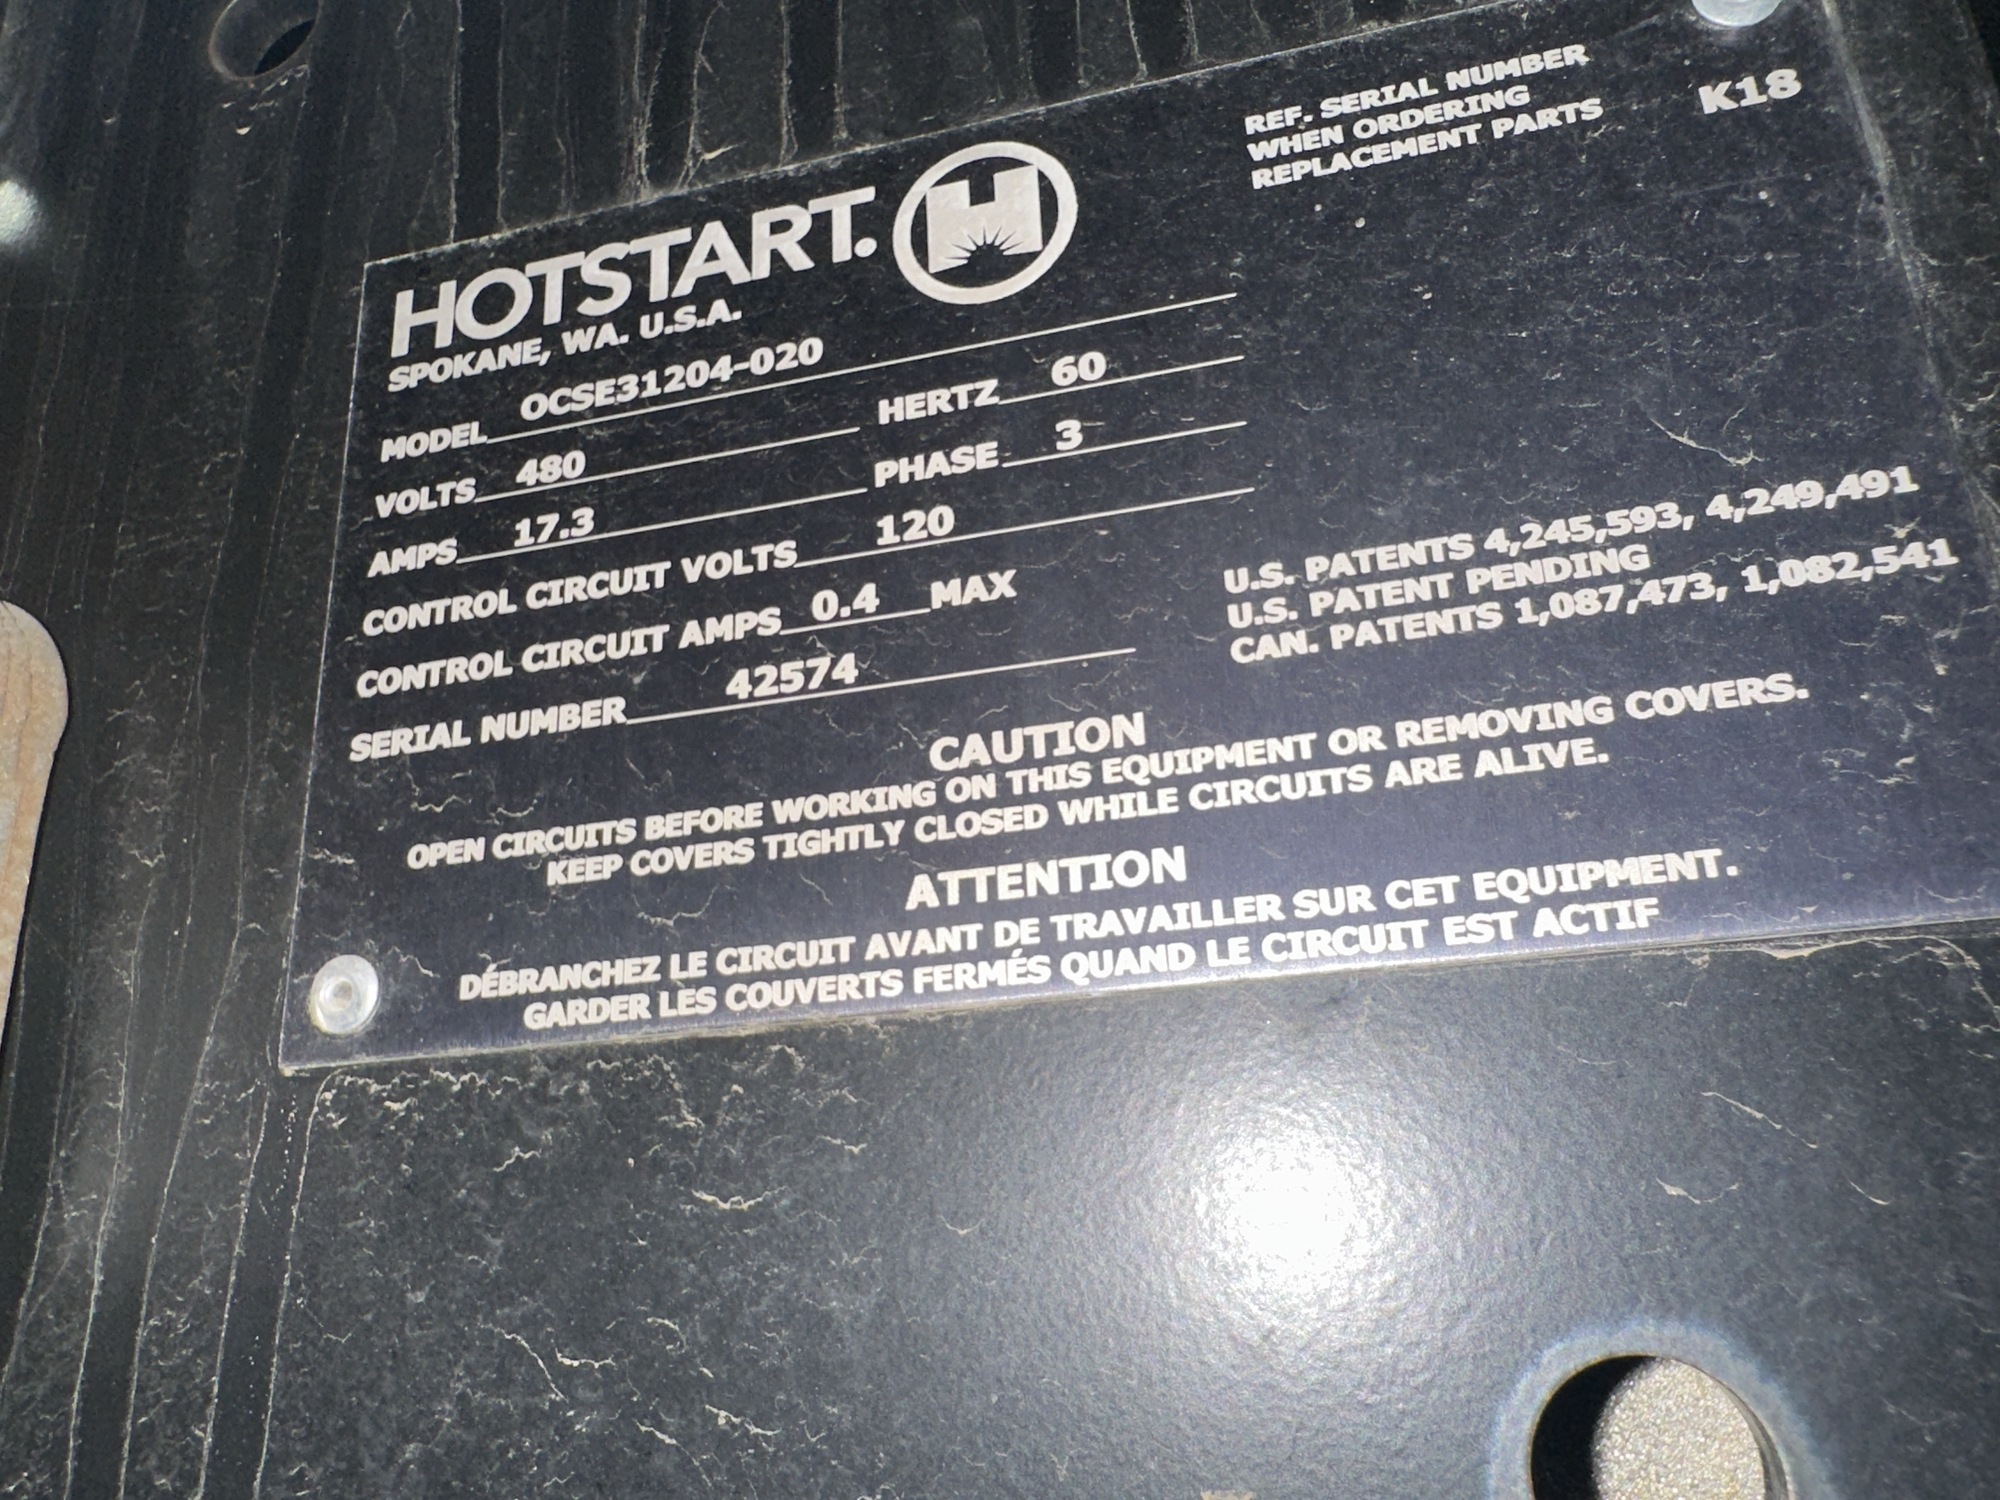 REF. SERIAL NUMBER
WHEN ORDERING
REPLACEMENT PARTS
K18
HOTSTART.
H
SPOKANE, WA. U.S.A.
MODEL OCSE31204-020
VOLTS 480 HERTZ 60
AMPS 17.3 PHASE 3
CONTROL CIRCUIT VOLTS 120
CONTROL CIRCUIT AMPS 0.4 MAX
SERIAL NUMBER 42574
U.S. PATENTS 4,245,593, 4,249,491
U.S. PATENT PENDING
CAN. PATENTS 1,087,473, 1,082,541
CAUTION
OPEN CIRCUITS BEFORE WORKING ON THIS EQUIPMENT OR REMOVING COVERS.
KEEP COVERS TIGHTLY CLOSED WHILE CIRCUITS ARE ALIVE.
ATTENTION
DÉBRANCHEZ LE CIRCUIT AVANT DE TRAVAILLER SUR CET EQUIPMENT.
GARDER LES COUVERTS FERMÉS QUAND LE CIRCUIT EST ACTIF